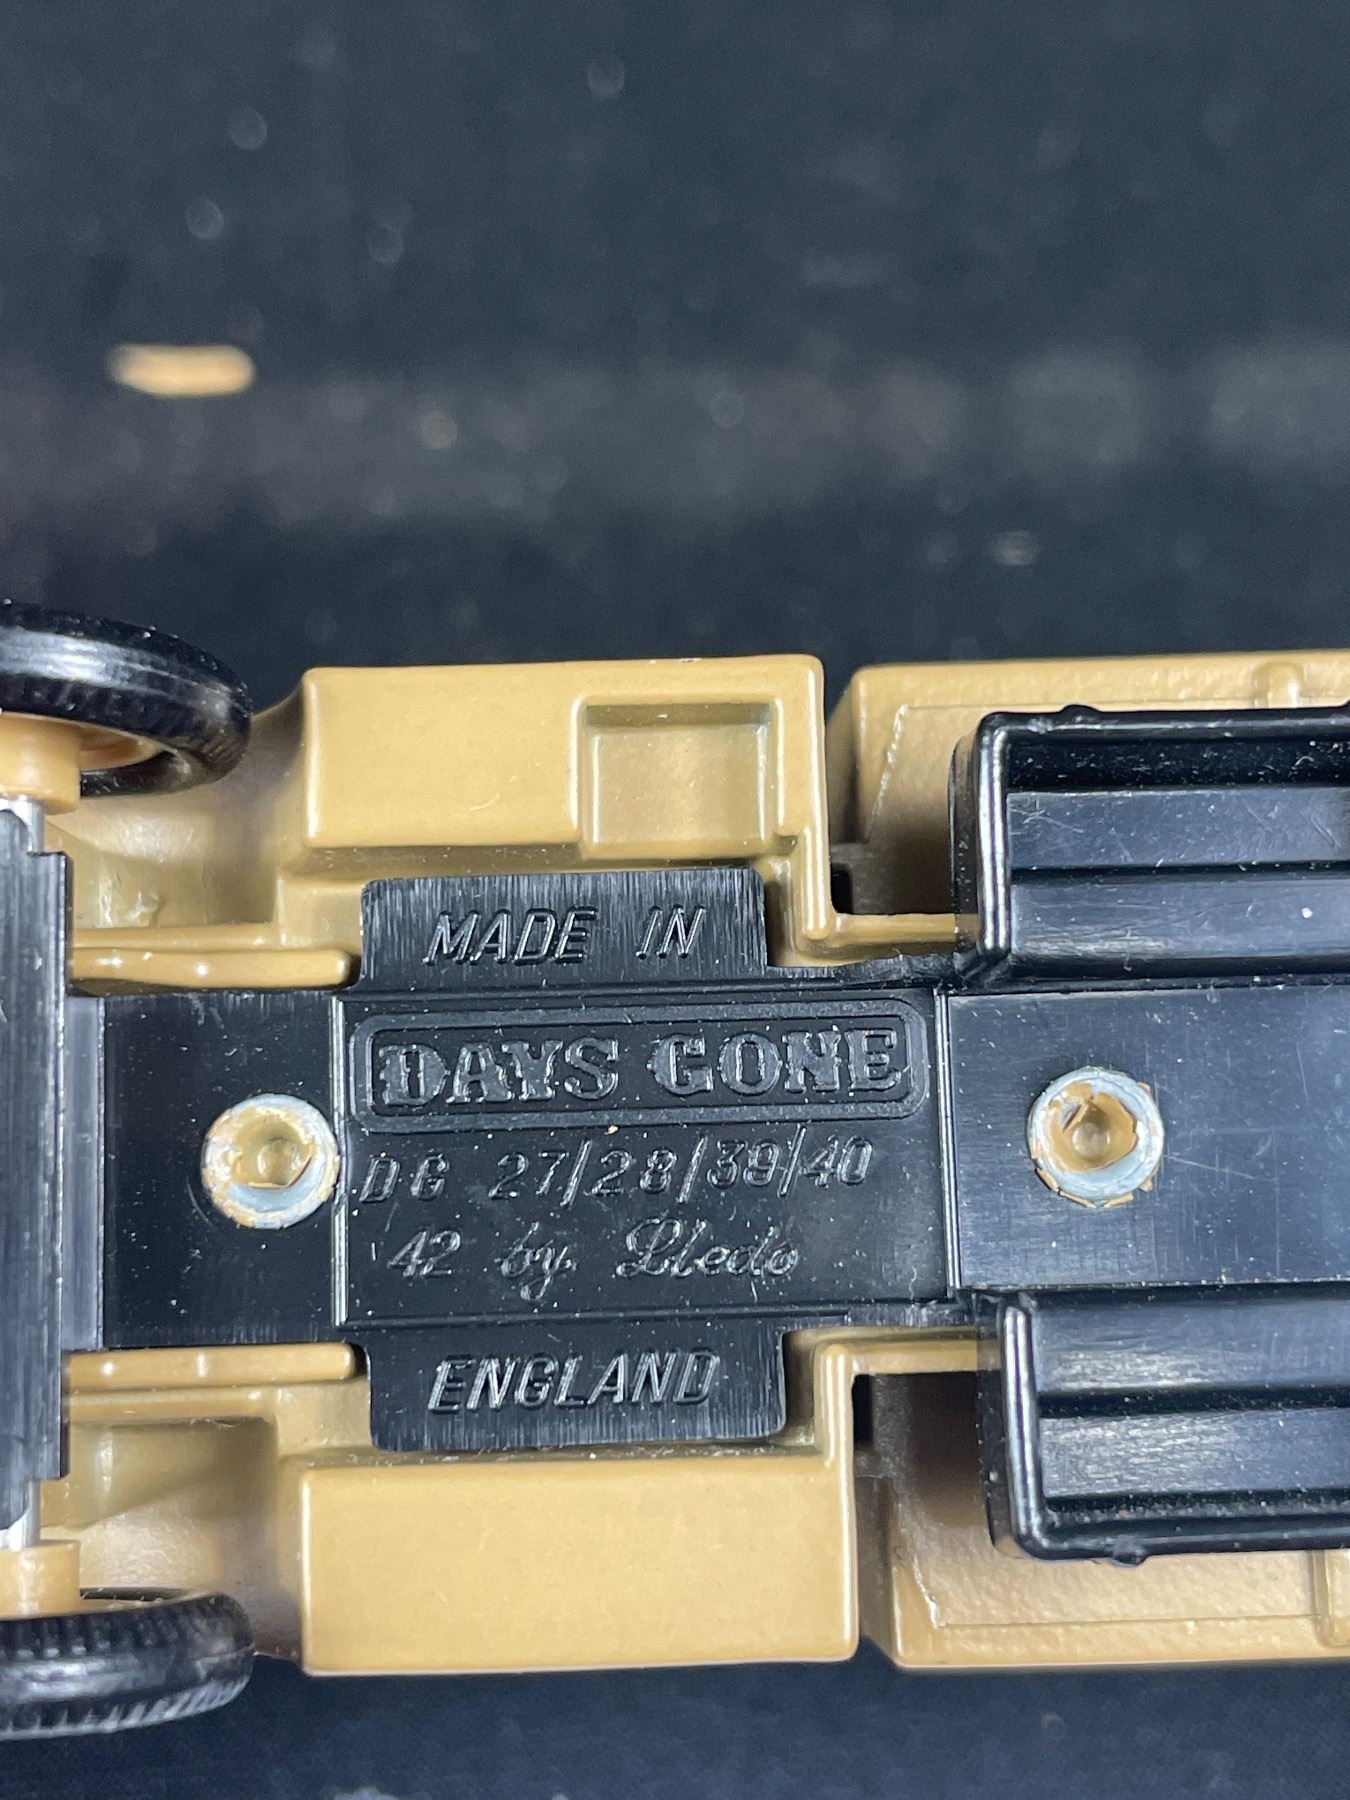 MADE IN
DAYS GONE
DG 27/28/39/40
42 by Lledo
ENGLAND